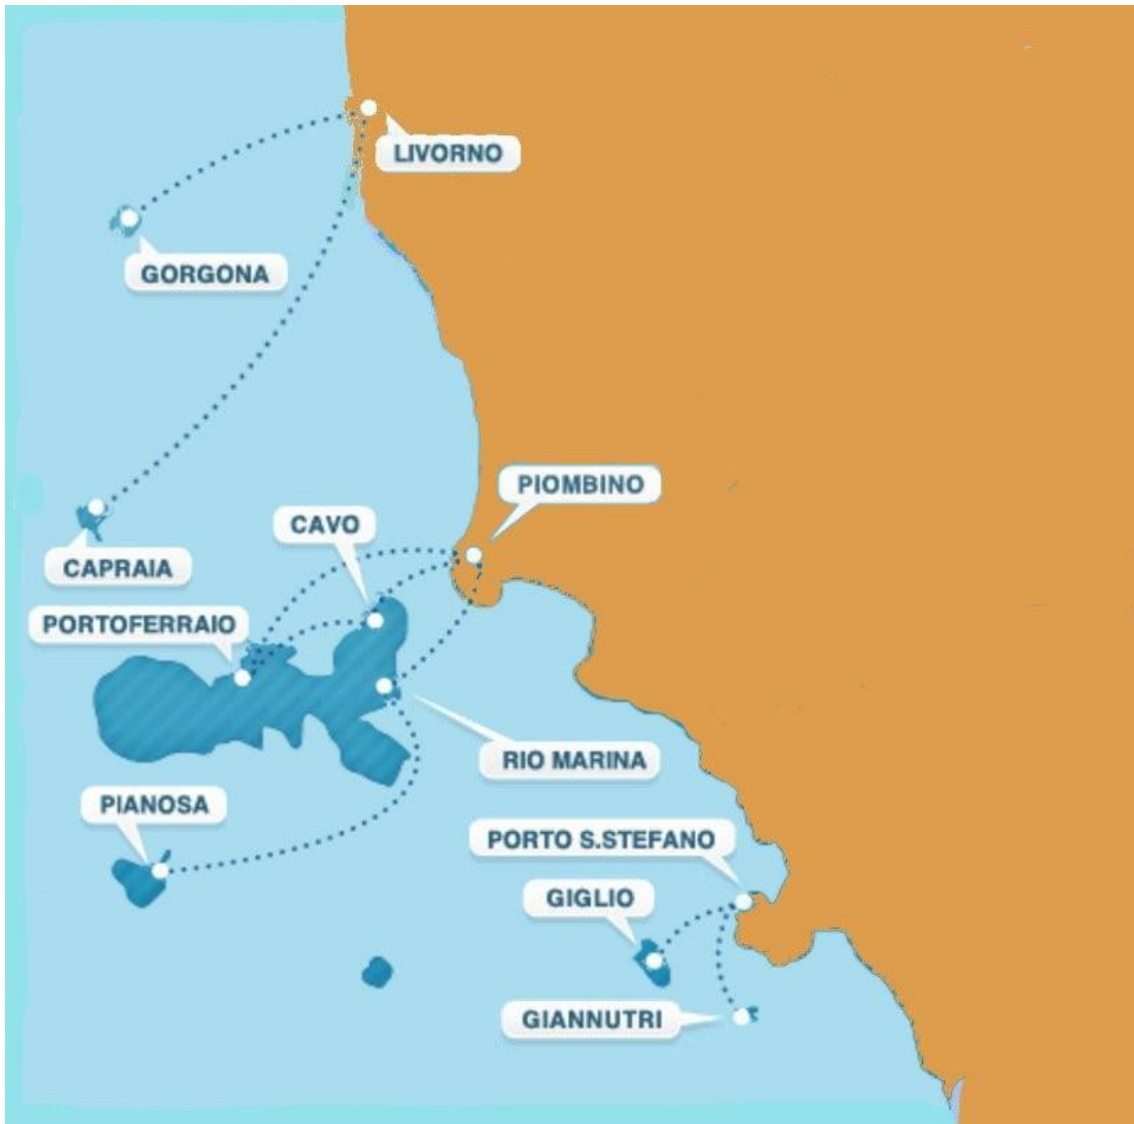 LIVORNO
GORGONA
PIOMBINO
CAVO
CAPRAIA
PORTOFERRAIO
RIO MARINA
PIANOSA
PORTO S.STEFANO
GIGLIO
GIANNUTRI